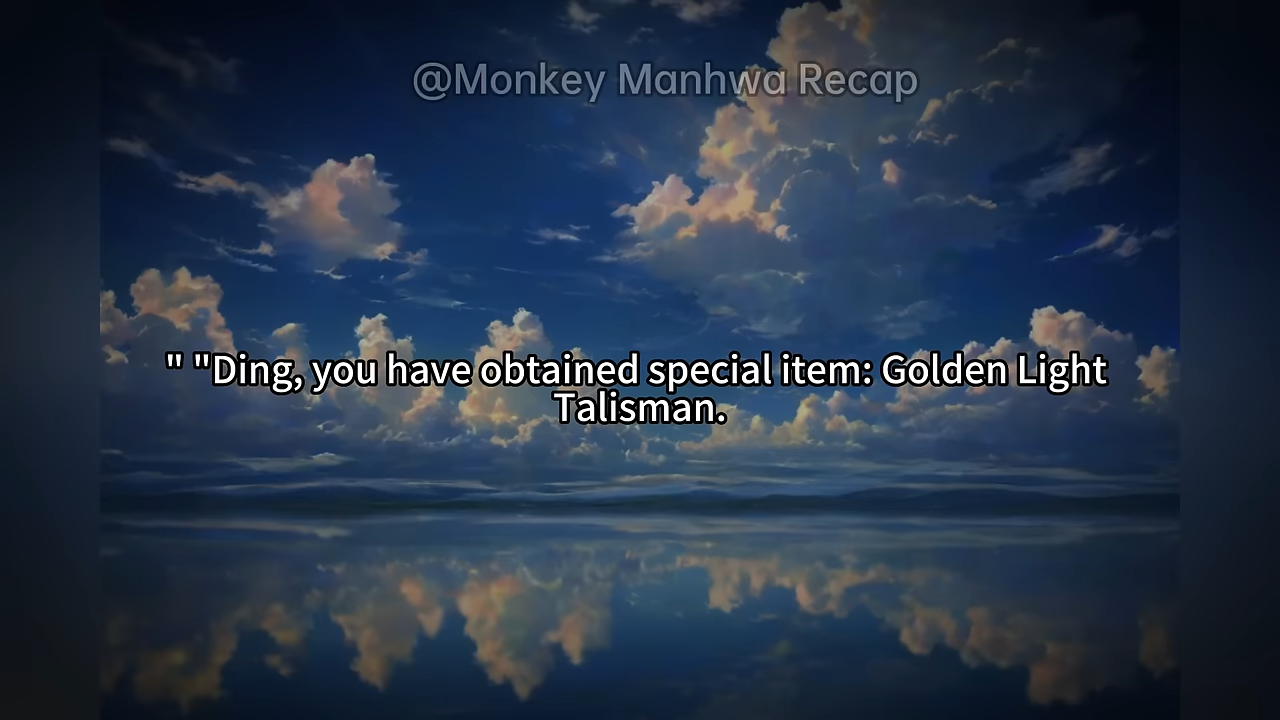 @Monkey Manhwa Recap
" "Ding, you have obtained special item: Golden Light
Talisman.